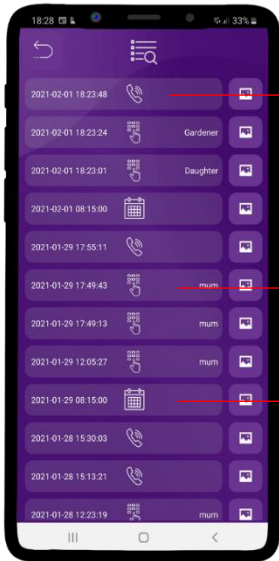 18:28 33%
2021-02-01 18:23:48
2021-02-01 18:23:24 Gardener
2021-02-01 18:23:01 Daughter
2021-02-01 08:15:00
2021-01-29 17:55:11
2021-01-29 17:49:43 mum
2021-01-29 17:49:13 mum
2021-01-29 12:05:27 mum
2021-01-29 08:15:00
2021-01-28 15:30:03
2021-01-28 15:13:21
2021-01-28 12:23:19 mum